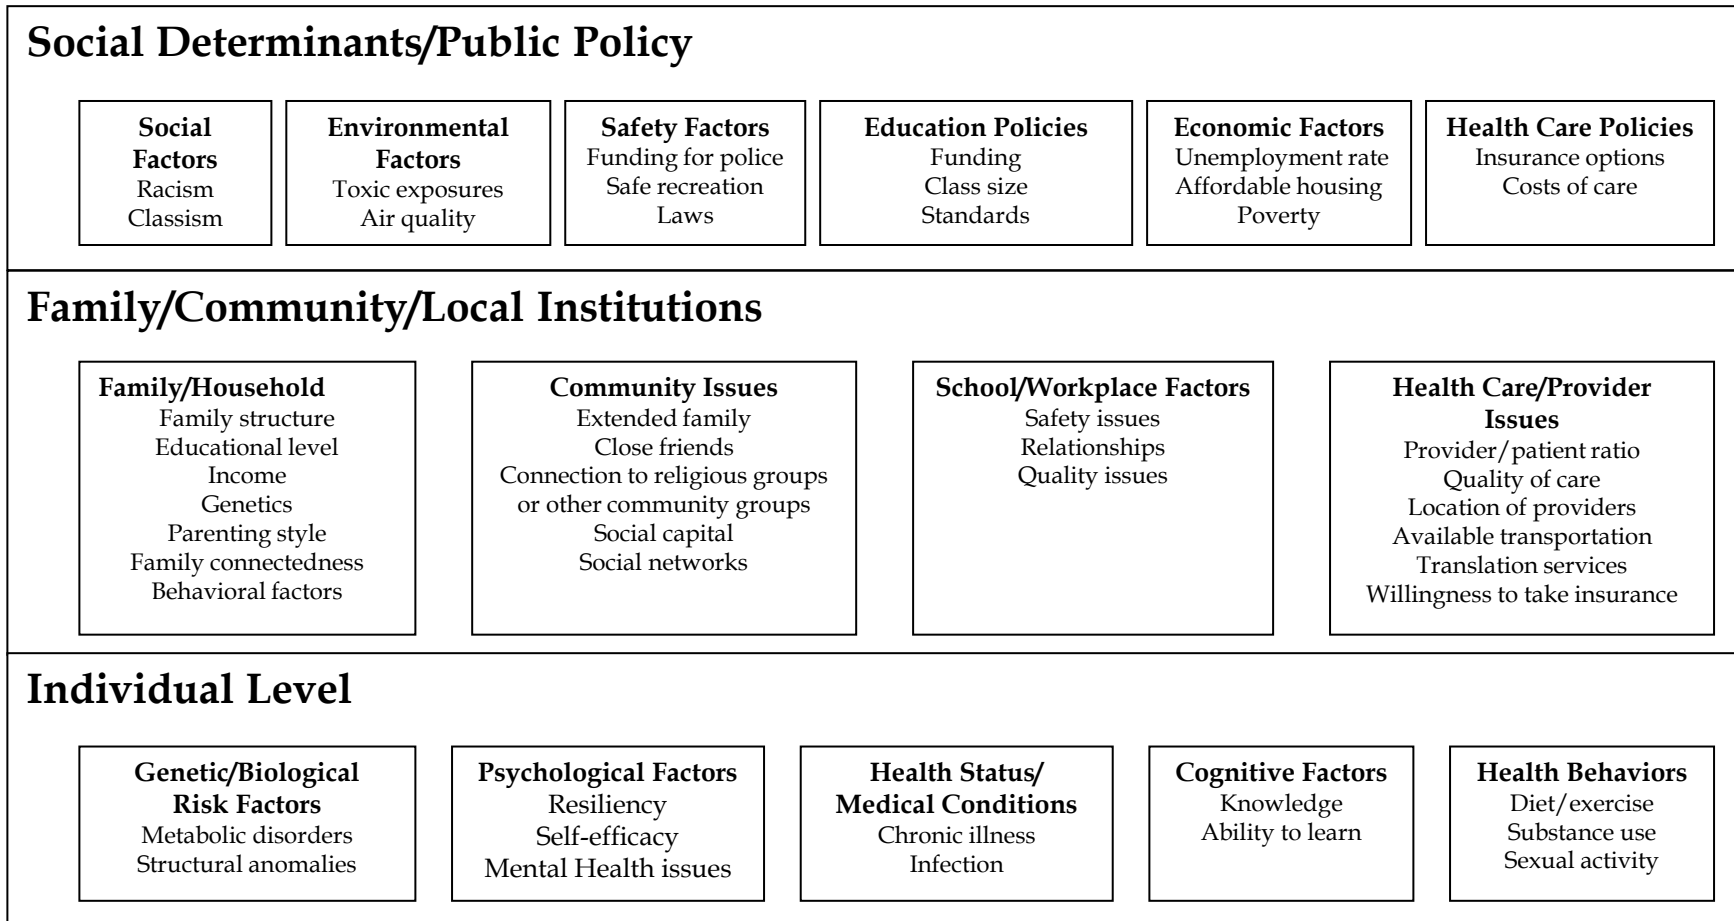 Social Determinants/Public Policy
Social
Factors
Racism
Classism
Environmental
Factors
Toxic exposures
Air quality
Safety Factors
Funding for police
Safe recreation
Laws
Education Policies
Funding
Class size
Standards
Economic Factors
Unemployment rate
Affordable housing
Poverty
Health Care Policies
Insurance options
Costs of care
Family/Community/Local Institutions
Family/Household
Family structure
Educational level
Income
Genetics
Parenting style
Family connectedness
Behavioral factors
Community Issues
Extended family
Close friends
Connection to religious groups
or other community groups
Social capital
Social networks
School/Workplace Factors
Safety issues
Relationships
Quality issues
Health Care/Provider
Issues
Provider/patient ratio
Quality of care
Location of providers
Available transportation
Translation services
Willingness to take insurance
Individual Level
Genetic/Biological
Risk Factors
Metabolic disorders
Structural anomalies
Psychological Factors
Resiliency
Self-efficacy
Mental Health issues
Health Status/
Medical Conditions
Chronic illness
Infection
Cognitive Factors
Knowledge
Ability to learn
Health Behaviors
Diet/exercise
Substance use
Sexual activity